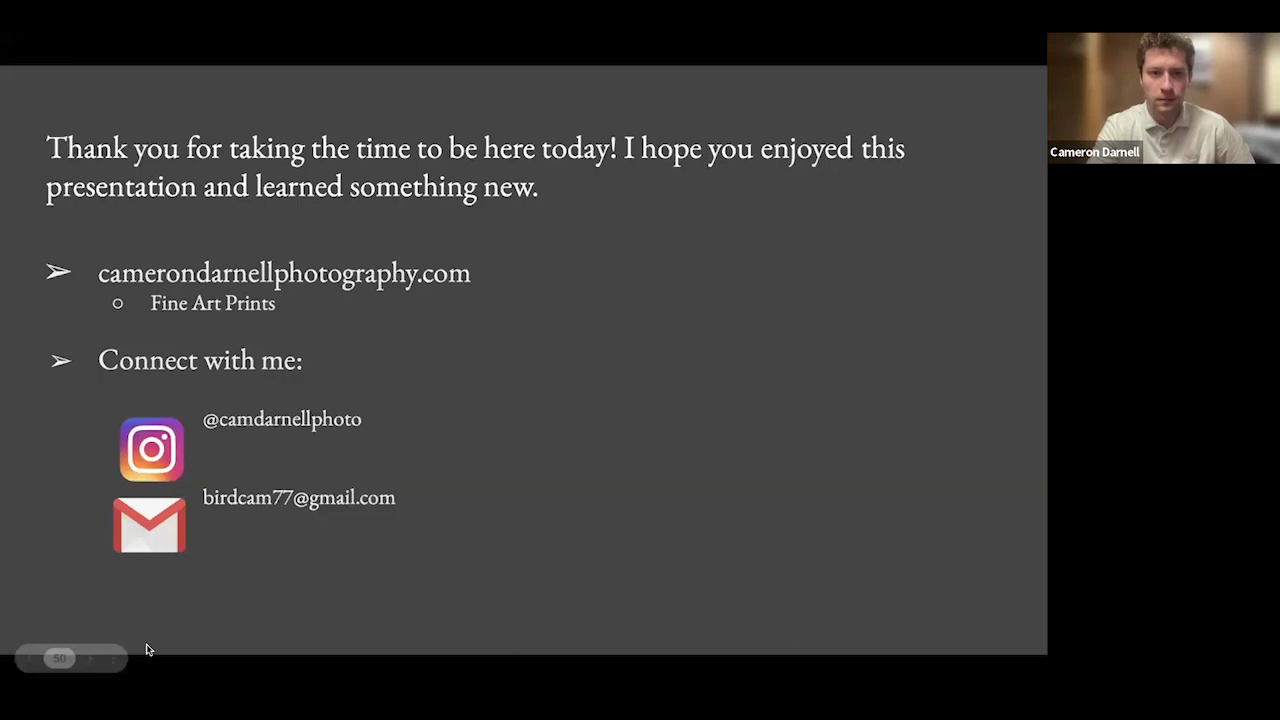 Thank you for taking the time to be here today! I hope you enjoyed this
presentation and learned something new.
➢ camerondarnellphotography.com
○ Fine Art Prints
➢ Connect with me:
@camdarnellphoto
birdcam77@gmail.com
50
Cameron Darnell